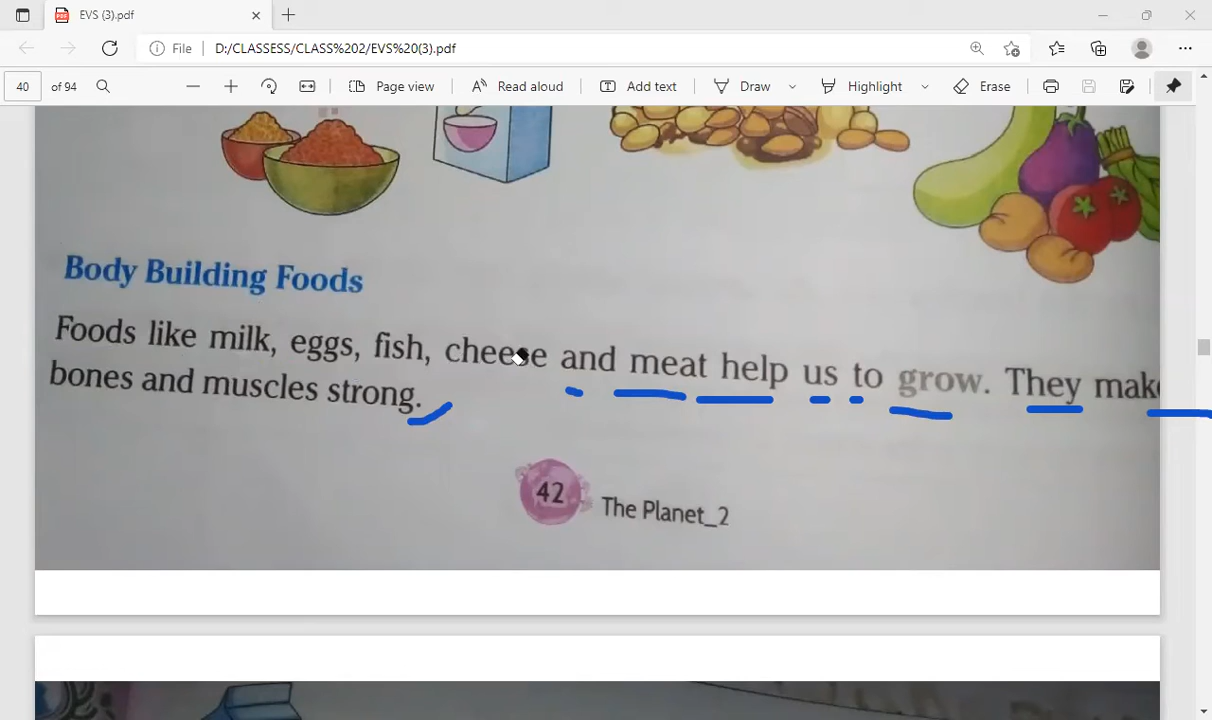 EVS (3).pdf
File D:/CLASSESS/CLASS%202/EVS%20(3).pdf
40 of 94 Page view Read aloud Add text Draw Highlight Erase
Body Building Foods
Foods like milk, eggs, fish, cheese and meat help us to grow. They make
bones and muscles strong.
42 The Planet_2